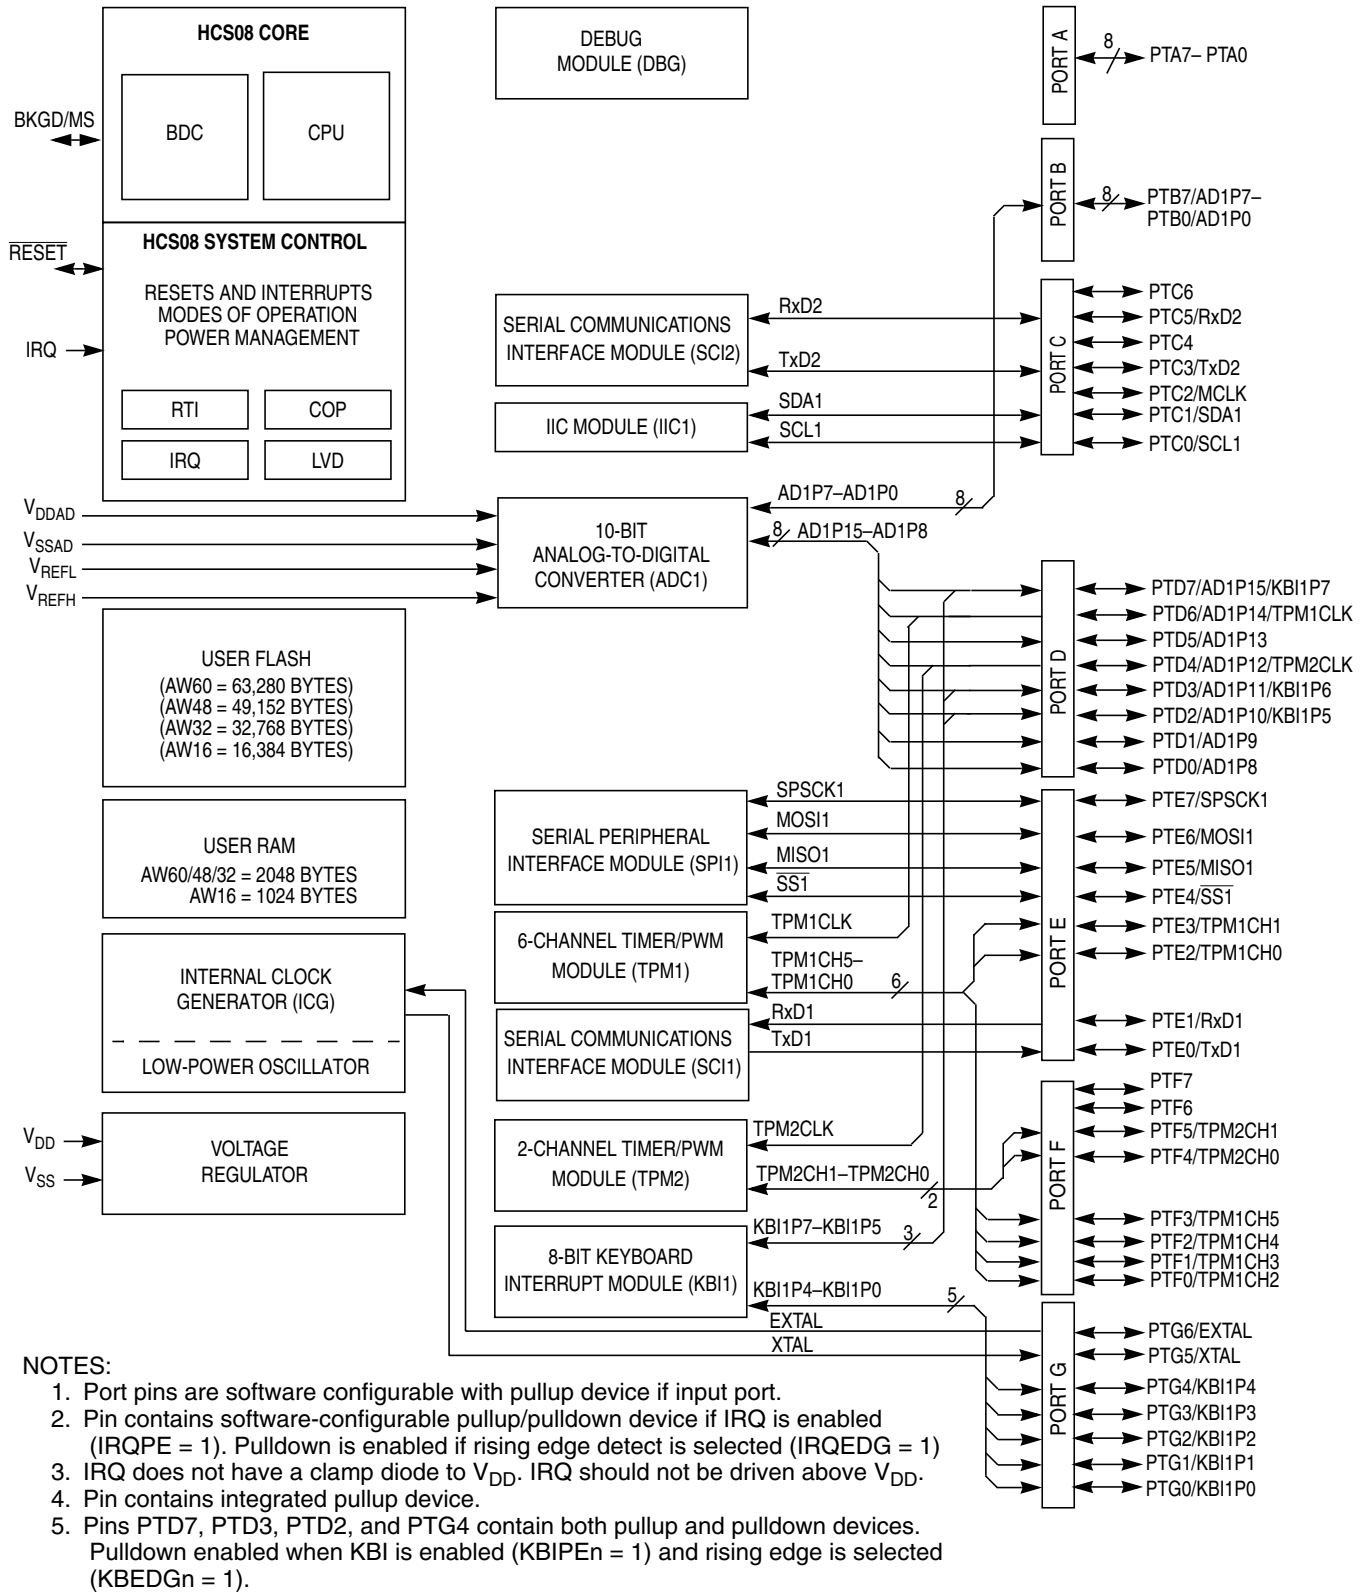 HCS08 CORE
BDC
CPU
BKGD/MS
HCS08 SYSTEM CONTROL
RESET
RESETS AND INTERRUPTS
MODES OF OPERATION
POWER MANAGEMENT
IRQ
RTI
COP
IRQ
LVD
VDDAD
VSSAD
VREFL
VREFH
USER FLASH
(AW60 = 63,280 BYTES)
(AW48 = 49,152 BYTES)
(AW32 = 32,768 BYTES)
(AW16 = 16,384 BYTES)
USER RAM
AW60/48/32 = 2048 BYTES
AW16 = 1024 BYTES
INTERNAL CLOCK
GENERATOR (ICG)
LOW-POWER OSCILLATOR
VDD
VSS
VOLTAGE
REGULATOR
DEBUG
MODULE (DBG)
SERIAL COMMUNICATIONS
INTERFACE MODULE (SCI2)
RxD2
TxD2
IIC MODULE (IIC1)
SDA1
SCL1
10-BIT
ANALOG-TO-DIGITAL
CONVERTER (ADC1)
AD1P7–AD1P0
8
8
AD1P15–AD1P8
SERIAL PERIPHERAL
INTERFACE MODULE (SPI1)
SPSCK1
MOSI1
MISO1
SS1
6-CHANNEL TIMER/PWM
MODULE (TPM1)
TPM1CLK
TPM1CH5–
TPM1CH0
6
SERIAL COMMUNICATIONS
INTERFACE MODULE (SCI1)
RxD1
TxD1
2-CHANNEL TIMER/PWM
MODULE (TPM2)
TPM2CLK
TPM2CH1–TPM2CH0
2
8-BIT KEYBOARD
INTERRUPT MODULE (KBI1)
KBI1P7–KBI1P5
3
KBI1P4–KBI1P0
5
EXTAL
XTAL
PORT A
8
PTA7– PTA0
PORT B
8
PTB7/AD1P7–
PTB0/AD1P0
PORT C
PTC6
PTC5/RxD2
PTC4
PTC3/TxD2
PTC2/MCLK
PTC1/SDA1
PTC0/SCL1
PORT D
PTD7/AD1P15/KBI1P7
PTD6/AD1P14/TPM1CLK
PTD5/AD1P13
PTD4/AD1P12/TPM2CLK
PTD3/AD1P11/KBI1P6
PTD2/AD1P10/KBI1P5
PTD1/AD1P9
PTD0/AD1P8
PORT E
PTE7/SPSCK1
PTE6/MOSI1
PTE5/MISO1
PTE4/SS1
PTE3/TPM1CH1
PTE2/TPM1CH0
PTE1/RxD1
PTE0/TxD1
PORT F
PTF7
PTF6
PTF5/TPM2CH1
PTF4/TPM2CH0
PTF3/TPM1CH5
PTF2/TPM1CH4
PTF1/TPM1CH3
PTF0/TPM1CH2
PORT G
PTG6/EXTAL
PTG5/XTAL
PTG4/KBI1P4
PTG3/KBI1P3
PTG2/KBI1P2
PTG1/KBI1P1
PTG0/KBI1P0
NOTES:
1. Port pins are software configurable with pullup device if input port.
2. Pin contains software-configurable pullup/pulldown device if IRQ is enabled
(IRQPE = 1). Pulldown is enabled if rising edge detect is selected (IRQEDG = 1)
3. IRQ does not have a clamp diode to VDD. IRQ should not be driven above VDD.
4. Pin contains integrated pullup device.
5. Pins PTD7, PTD3, PTD2, and PTG4 contain both pullup and pulldown devices.
Pulldown enabled when KBI is enabled (KBIPEn = 1) and rising edge is selected
(KBEDGn = 1).